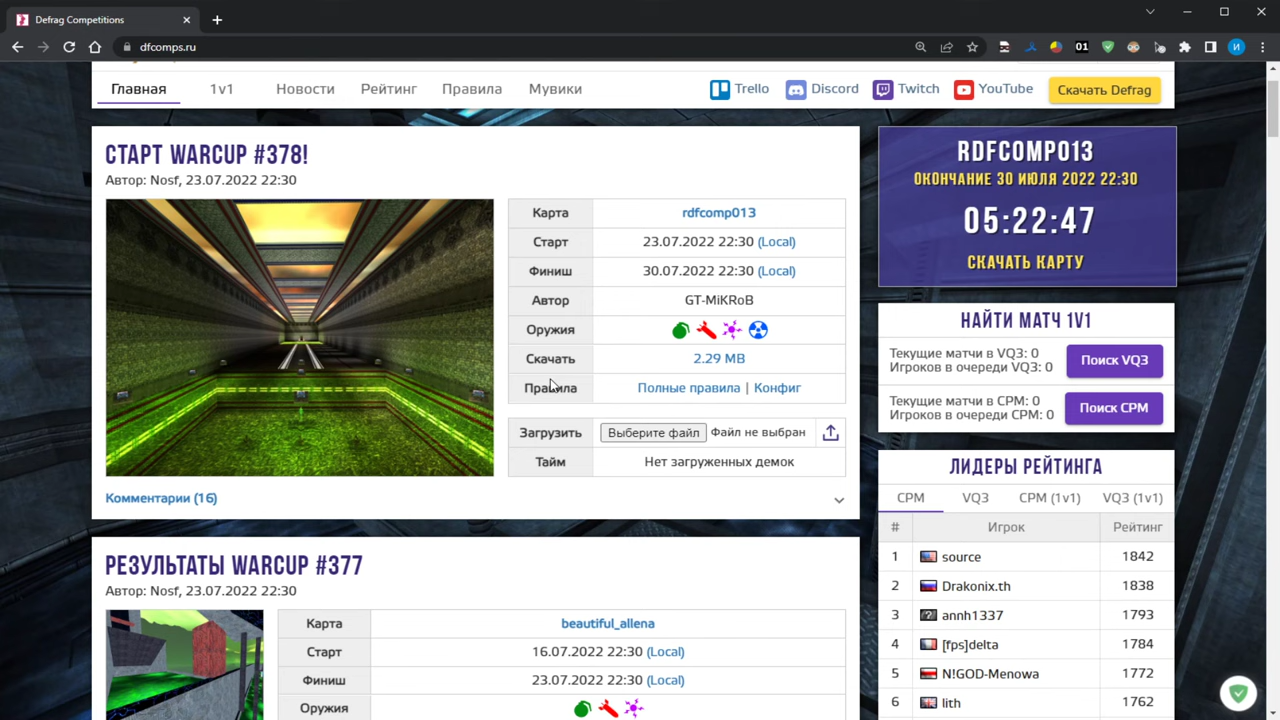 Defrag Competitions
dfcomps.ru
01
И
Главная
1v1
Новости
Рейтинг
Правила
Мувики
Trello
Discord
Twitch
YouTube
Скачать Defrag
СТАРТ WARCUP #378!
Автор: Nosf, 23.07.2022 22:30
Карта rdfcomp013
Старт 23.07.2022 22:30 (Local)
Финиш 30.07.2022 22:30 (Local)
Автор GT-MiKRoB
Оружия
Скачать 2.29 MB
Правила Полные правила | Конфиг
Загрузить Выберите файл Файл не выбран
Тайм Нет загруженных демок
Комментарии (16)
РЕЗУЛЬТАТЫ WARCUP #377
Автор: Nosf, 23.07.2022 22:30
Карта beautiful_allena
Старт 16.07.2022 22:30 (Local)
Финиш 23.07.2022 22:30 (Local)
Оружия
RDFCOMP013
ОКОНЧАНИЕ 30 ИЮЛЯ 2022 22:30
05:22:47
СКАЧАТЬ КАРТУ
НАЙТИ МАТЧ 1V1
Текущие матчи в VQ3: 0
Игроков в очереди VQ3: 0
Поиск VQ3
Текущие матчи в CPM: 0
Игроков в очереди CPM: 0
Поиск CPM
ЛИДЕРЫ РЕЙТИНГА
CPM VQ3 CPM (1v1) VQ3 (1v1)
# Игрок Рейтинг
1 source 1842
2 Drakonix.th 1838
3 annh1337 1793
4 [fps]delta 1784
5 N!GOD-Menowa 1772
6 lith 1762